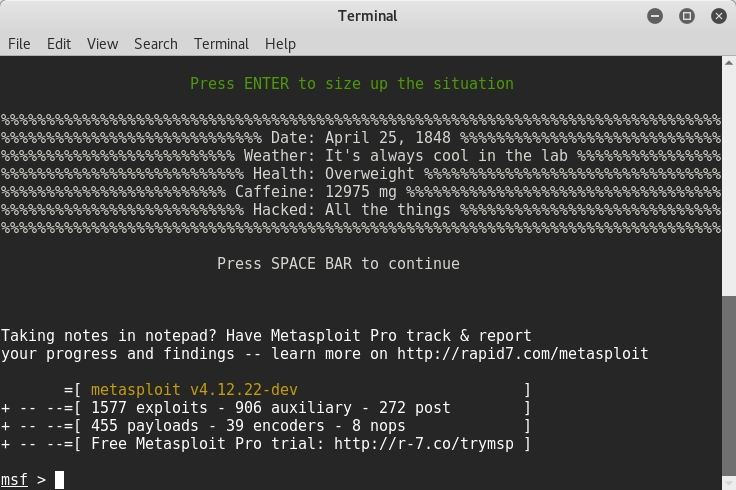 Terminal
File Edit View Search Terminal Help
Press ENTER to size up the situation
%%%%%%%%%%%%%%%%%%%%%%%%%%%%%%%%%%%%%%%%%%%%%%%%%%%%%%%%%%%%%%%%%%%%%%%%%%%%%%%%%%
%%%%%%%%%%%%%%%%%%%%%%%%%%%%% Date: April 25, 1848 %%%%%%%%%%%%%%%%%%%%%%%%%%%%%
%%%%%%%%%%%%%%%%%%%%%%%%%% Weather: It's always cool in the lab %%%%%%%%%%%%%%%%
%%%%%%%%%%%%%%%%%%%%%%%%%%% Health: Overweight %%%%%%%%%%%%%%%%%%%%%%%%%%%%%%%%%
%%%%%%%%%%%%%%%%%%%%%%%%% Caffeine: 12975 mg %%%%%%%%%%%%%%%%%%%%%%%%%%%%%%%%%%%
%%%%%%%%%%%%%%%%%%%%%%%%%%% Hacked: All the things %%%%%%%%%%%%%%%%%%%%%%%%%%%%%
%%%%%%%%%%%%%%%%%%%%%%%%%%%%%%%%%%%%%%%%%%%%%%%%%%%%%%%%%%%%%%%%%%%%%%%%%%%%%%%%%%
Press SPACE BAR to continue
Taking notes in notepad? Have Metasploit Pro track & report
your progress and findings -- learn more on http://rapid7.com/metasploit
=[ metasploit v4.12.22-dev ]
+ -- --=[ 1577 exploits - 906 auxiliary - 272 post ]
+ -- --=[ 455 payloads - 39 encoders - 8 nops ]
+ -- --=[ Free Metasploit Pro trial: http://r-7.co/trymsp ]
msf >